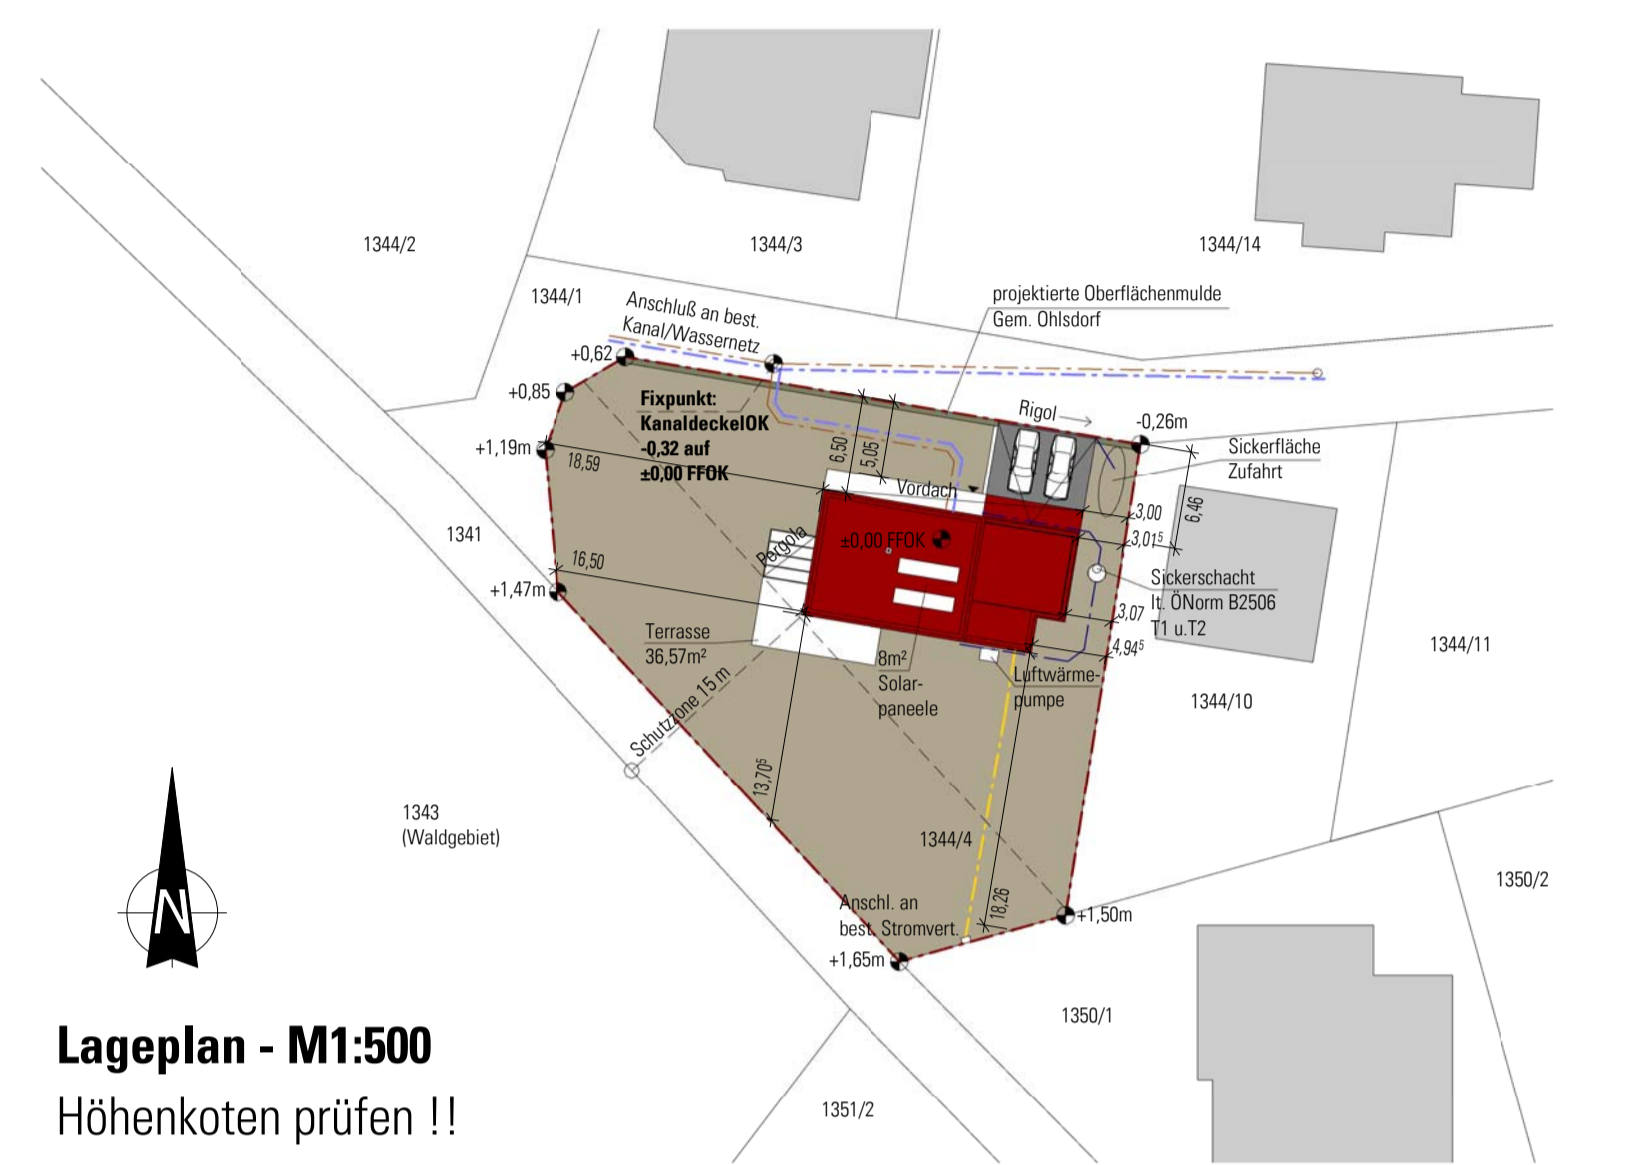 1344/2
1344/3
1344/14
1344/1
Anschluß an best.
Kanal/Wassernetz
projektierte Oberflächenmulde
Gem. Ohlsdorf
+0,62
+0,85
+1,19m
+1,47m
Fixpunkt:
KanaldeckelOK
-0,32 auf
±0,00 FFOK
18,59
16,50
6,50
5,05
Rigol
-0,26m
Sickerfläche
Zufahrt
Vordach
3,00
6,46
3,01⁵
1341
Pergola
±0,00 FFOK
Sickerschacht
lt. ÖNorm B2506
T1 u.T2
3,07
4,94⁵
Terrasse
36,57m²
8m²
Solar-
paneele
Luftwärme-
pumpe
1344/11
1344/10
Schutzzone 15 m
13,70⁵
1343
(Waldgebiet)
1344/4
18,26
Anschl. an
best. Stromvert.
+1,50m
+1,65m
1350/2
1350/1
1351/2
N
Lageplan - M1:500
Höhenkoten prüfen !!